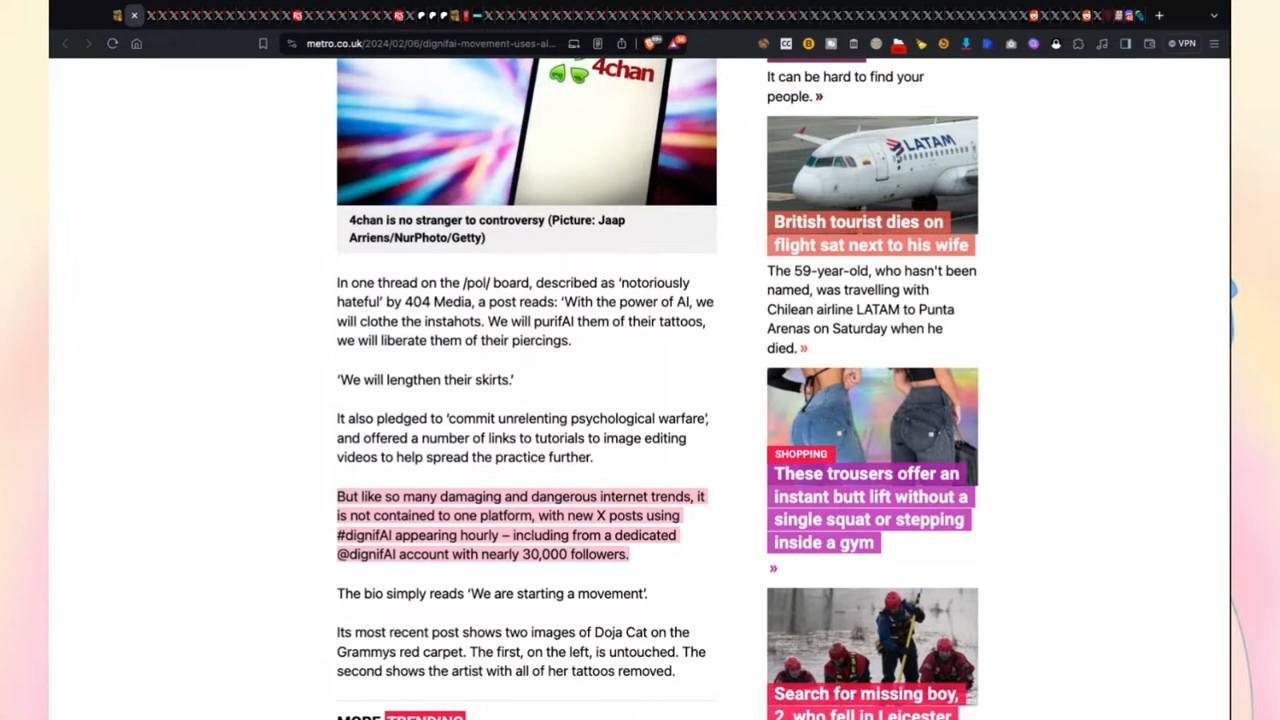 metro.co.uk/2024/02/06/dignifai-movement-uses-ai...
VPN
4chan
4chan is no stranger to controversy (Picture: Jaap
Arriens/NurPhoto/Getty)
In one thread on the /pol/ board, described as ‘notoriously
hateful’ by 404 Media, a post reads: ‘With the power of AI, we
will clothe the instahots. We will purifAI them of their tattoos,
we will liberate them of their piercings.
‘We will lengthen their skirts.’
It also pledged to ‘commit unrelenting psychological warfare’,
and offered a number of links to tutorials to image editing
videos to help spread the practice further.
But like so many damaging and dangerous internet trends, it
is not contained to one platform, with new X posts using
#dignifAI appearing hourly – including from a dedicated
@dignifAI account with nearly 30,000 followers.
The bio simply reads ‘We are starting a movement’.
Its most recent post shows two images of Doja Cat on the
Grammys red carpet. The first, on the left, is untouched. The
second shows the artist with all of her tattoos removed.
MORE TRENDING
It can be hard to find your
people. »
LATAM
British tourist dies on
flight sat next to his wife
The 59-year-old, who hasn't been
named, was travelling with
Chilean airline LATAM to Punta
Arenas on Saturday when he
died. »
SHOPPING
These trousers offer an
instant butt lift without a
single squat or stepping
inside a gym
»
Search for missing boy,
2, who fell in Leicester